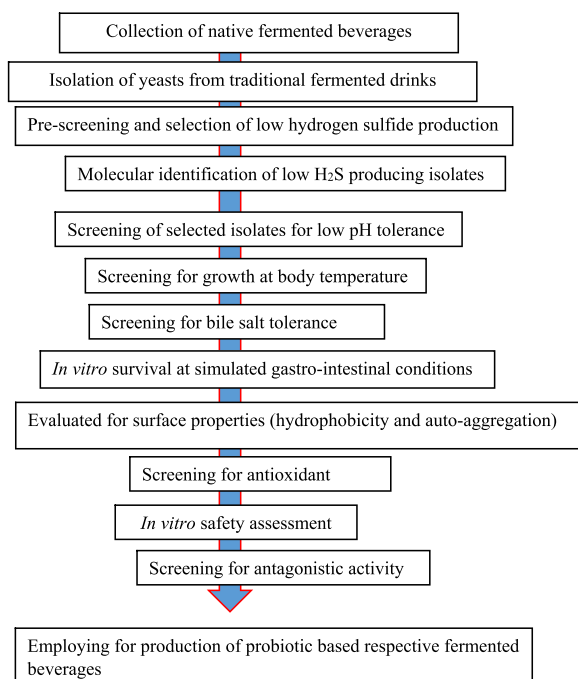 Collection of native fermented beverages
Isolation of yeasts from traditional fermented drinks
Pre-screening and selection of low hydrogen sulfide production
Molecular identification of low H₂S producing isolates
Screening of selected isolates for low pH tolerance
Screening for growth at body temperature
Screening for bile salt tolerance
In vitro survival at simulated gastro-intestinal conditions
Evaluated for surface properties (hydrophobicity and auto-aggregation)
Screening for antioxidant
In vitro safety assessment
Screening for antagonistic activity
Employing for production of probiotic based respective fermented
beverages